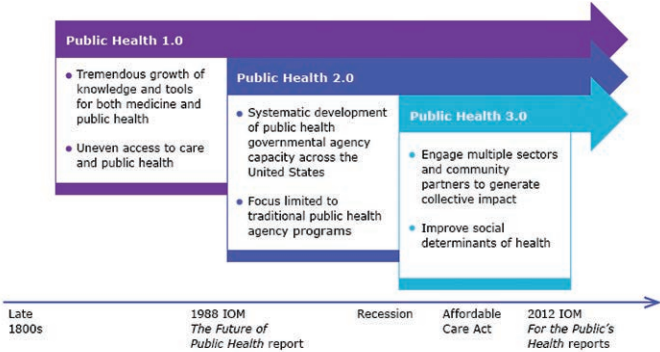 Public Health 1.0
• Tremendous growth of
knowledge and tools
for both medicine and
public health
• Uneven access to care
and public health
Public Health 2.0
• Systematic development
of public health
governmental agency
capacity across the
United States
• Focus limited to
traditional public health
agency programs
Public Health 3.0
• Engage multiple sectors
and community
partners to generate
collective impact
• Improve social
determinants of health
Late
1800s
1988 IOM
The Future of
Public Health report
Recession
Affordable
Care Act
2012 IOM
For the Public's
Health reports